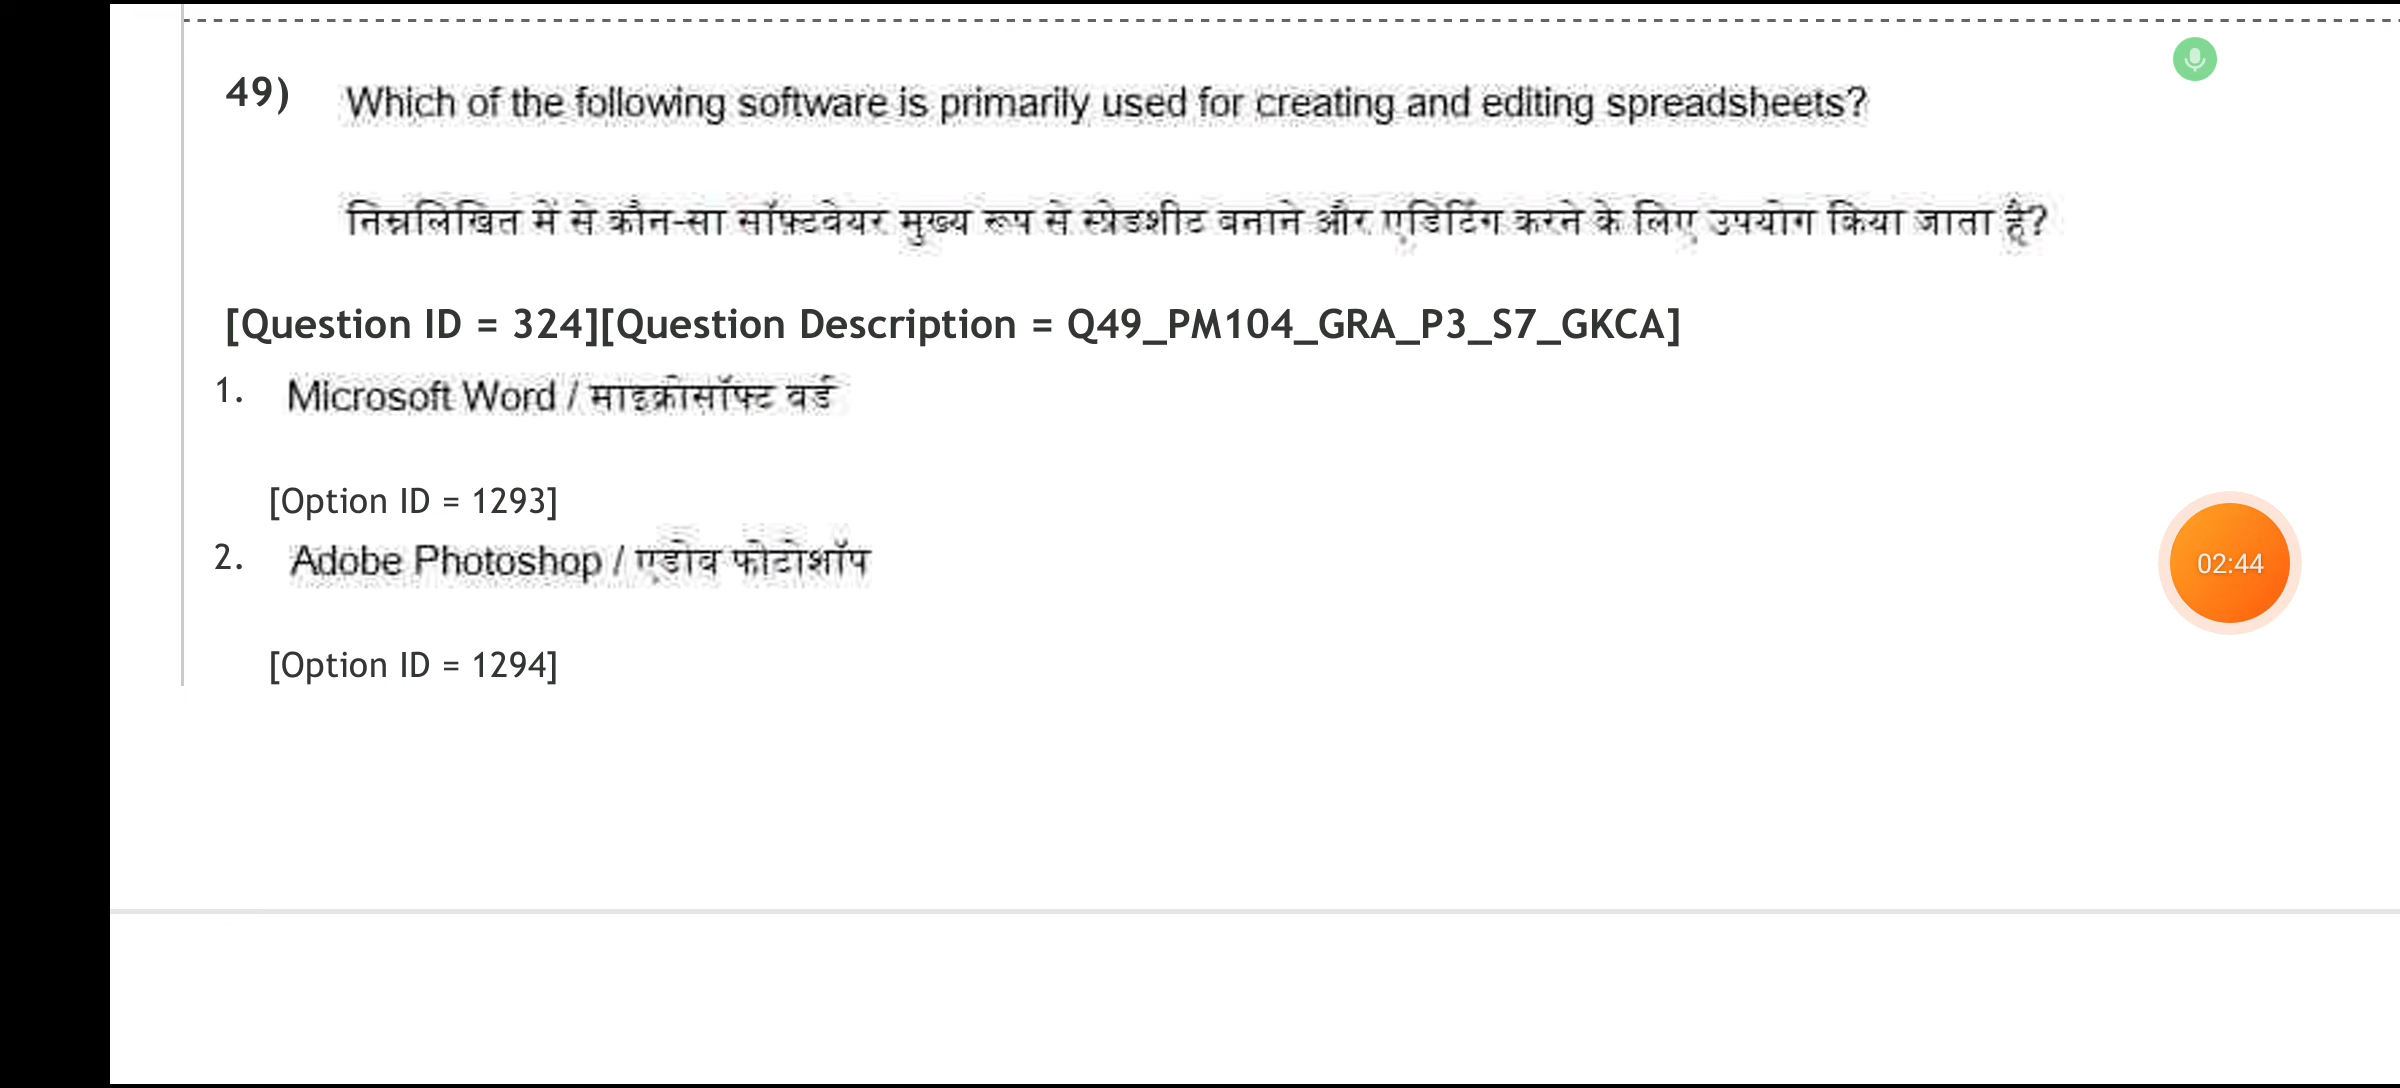 49) Which of the following software is primarily used for creating and editing spreadsheets?
निम्नलिखित में से कौन-सा सॉफ़्टवेयर मुख्य रूप से स्प्रेडशीट बनाने और एडिटिंग करने के लिए उपयोग किया जाता है?
[Question ID = 324][Question Description = Q49_PM104_GRA_P3_S7_GKCA]
1. Microsoft Word / माइक्रोसॉफ्ट वर्ड
[Option ID = 1293]
2. Adobe Photoshop / एडोब फोटोशॉप
02:44
[Option ID = 1294]